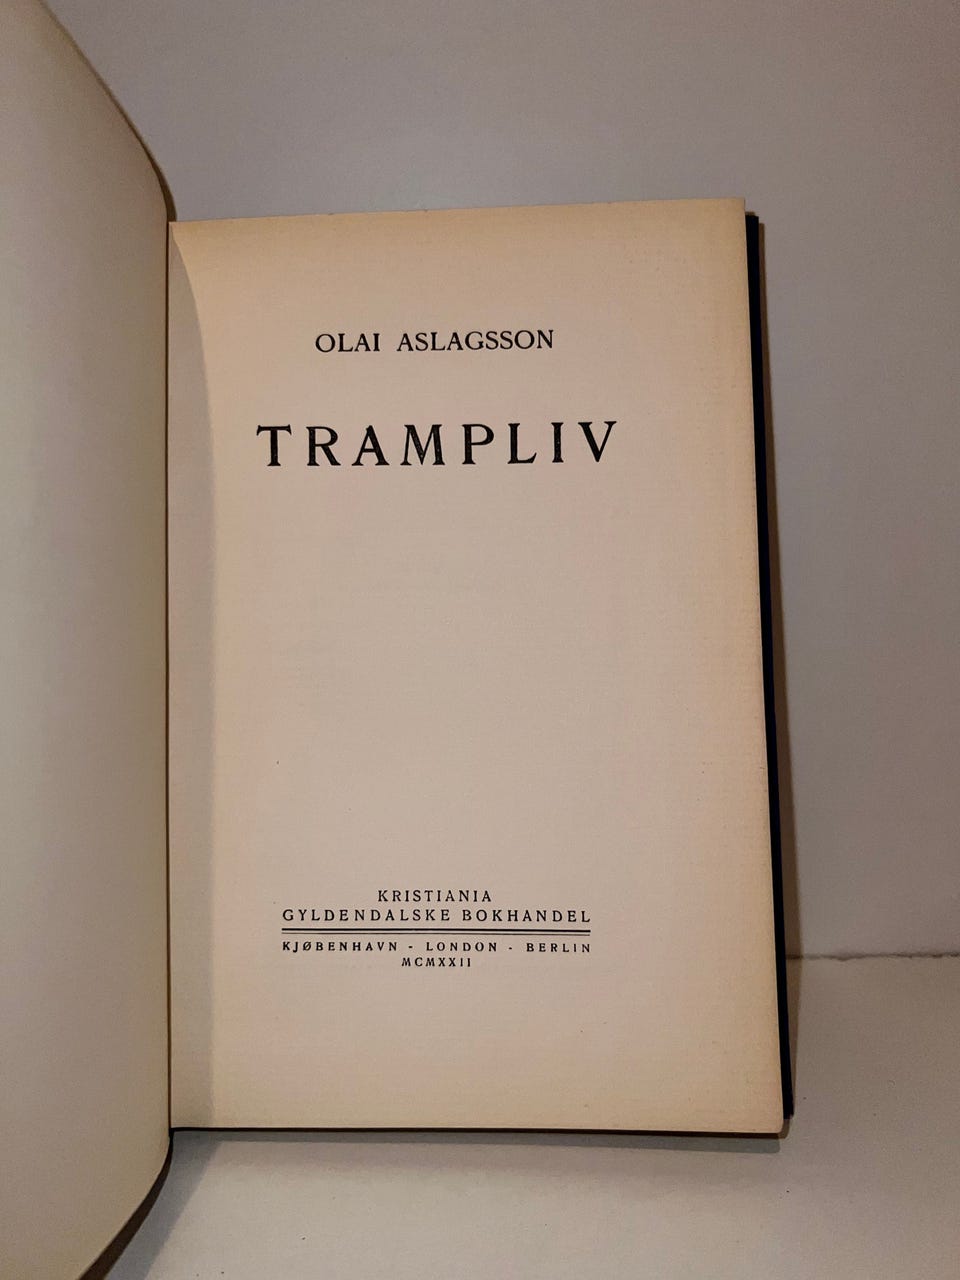 OLAI ASLAGSSON
TRAMPLIV
KRISTIANIA
GYLDENDALSKE BOKHANDEL
KJØBENHAVN - LONDON - BERLIN
MCMXXII